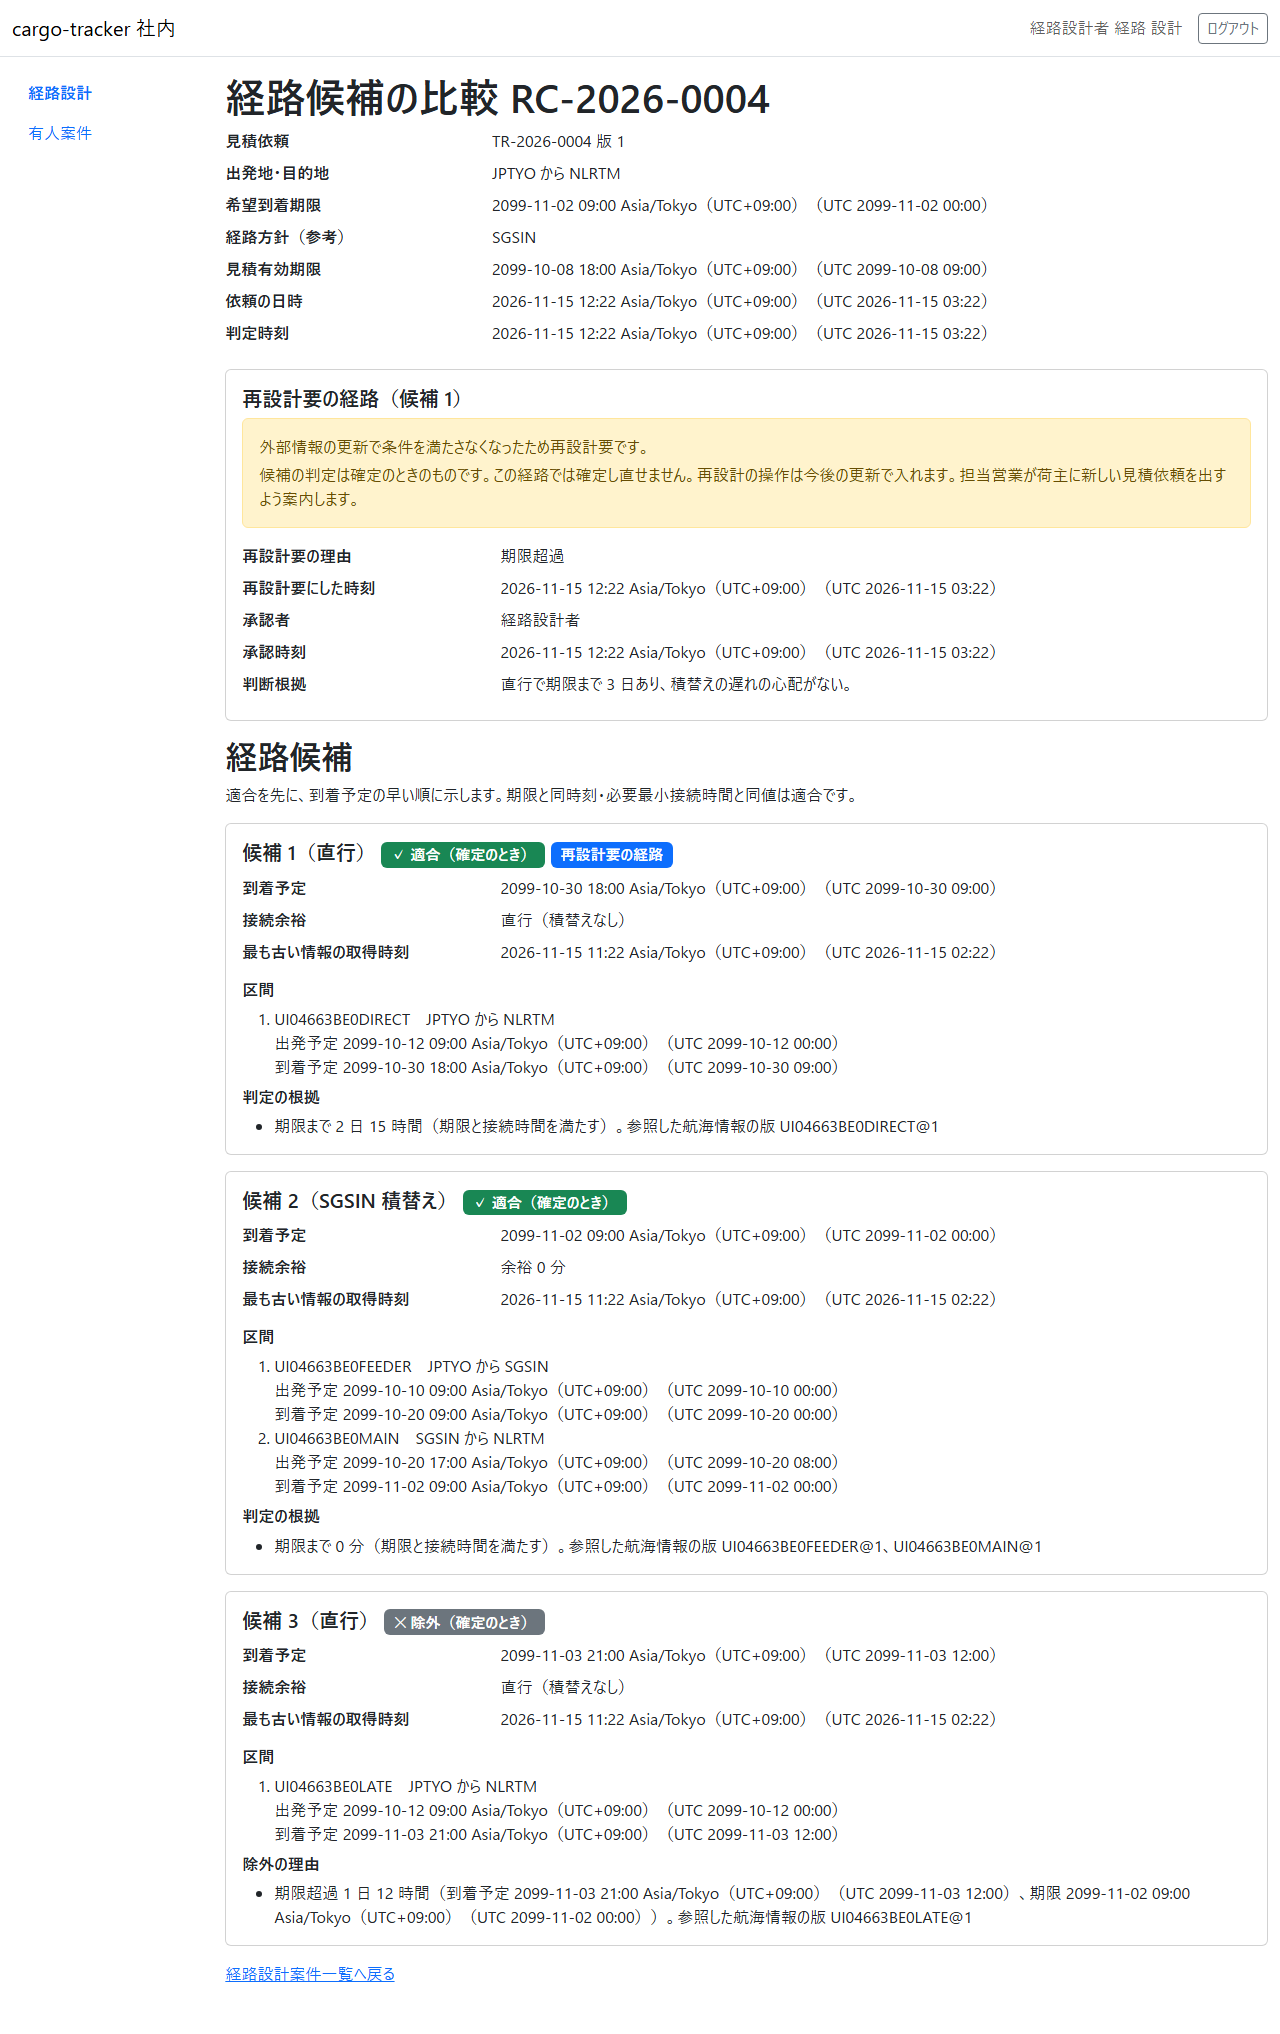 cargo-tracker 社内
経路設計者 経路 設計
ログアウト
経路設計
有人案件
経路候補の比較 RC-2026-0004
見積依頼 TR-2026-0004 版 1
出発地・目的地 JPTYO から NLRTM
希望到着期限 2099-11-02 09:00 Asia/Tokyo（UTC+09:00）（UTC 2099-11-02 00:00）
経路方針（参考） SGSIN
見積有効期限 2099-10-08 18:00 Asia/Tokyo（UTC+09:00）（UTC 2099-10-08 09:00）
依頼の日時 2026-11-15 12:22 Asia/Tokyo（UTC+09:00）（UTC 2026-11-15 03:22）
判定時刻 2026-11-15 12:22 Asia/Tokyo（UTC+09:00）（UTC 2026-11-15 03:22）
再設計要の経路（候補 1）
外部情報の更新で条件を満たさなくなったため再設計要です。
候補の判定は確定のときのものです。この経路では確定し直せません。再設計の操作は今後の更新で入れます。担当営業が荷主に新しい見積依頼を出す
よう案内します。
再設計要の理由 期限超過
再設計要にした時刻 2026-11-15 12:22 Asia/Tokyo（UTC+09:00）（UTC 2026-11-15 03:22）
承認者 経路設計者
承認時刻 2026-11-15 12:22 Asia/Tokyo（UTC+09:00）（UTC 2026-11-15 03:22）
判断根拠 直行で期限まで 3 日あり、積替えの遅れの心配がない。
経路候補
適合を先に、到着予定の早い順に示します。期限と同時刻・必要最小接続時間と同値は適合です。
候補 1（直行） ✓ 適合（確定のとき） 再設計要の経路
到着予定 2099-10-30 18:00 Asia/Tokyo（UTC+09:00）（UTC 2099-10-30 09:00）
接続余裕 直行（積替えなし）
最も古い情報の取得時刻 2026-11-15 11:22 Asia/Tokyo（UTC+09:00）（UTC 2026-11-15 02:22）
区間
1. UI04663BE0DIRECT　JPTYO から NLRTM
出発予定 2099-10-12 09:00 Asia/Tokyo（UTC+09:00）（UTC 2099-10-12 00:00）
到着予定 2099-10-30 18:00 Asia/Tokyo（UTC+09:00）（UTC 2099-10-30 09:00）
判定の根拠
• 期限まで 2 日 15 時間（期限と接続時間を満たす）。参照した航海情報の版 UI04663BE0DIRECT@1
候補 2（SGSIN 積替え） ✓ 適合（確定のとき）
到着予定 2099-11-02 09:00 Asia/Tokyo（UTC+09:00）（UTC 2099-11-02 00:00）
接続余裕 余裕 0 分
最も古い情報の取得時刻 2026-11-15 11:22 Asia/Tokyo（UTC+09:00）（UTC 2026-11-15 02:22）
区間
1. UI04663BE0FEEDER　JPTYO から SGSIN
出発予定 2099-10-10 09:00 Asia/Tokyo（UTC+09:00）（UTC 2099-10-10 00:00）
到着予定 2099-10-20 09:00 Asia/Tokyo（UTC+09:00）（UTC 2099-10-20 00:00）
2. UI04663BE0MAIN　SGSIN から NLRTM
出発予定 2099-10-20 17:00 Asia/Tokyo（UTC+09:00）（UTC 2099-10-20 08:00）
到着予定 2099-11-02 09:00 Asia/Tokyo（UTC+09:00）（UTC 2099-11-02 00:00）
判定の根拠
• 期限まで 0 分（期限と接続時間を満たす）。参照した航海情報の版 UI04663BE0FEEDER@1、UI04663BE0MAIN@1
候補 3（直行） ✕ 除外（確定のとき）
到着予定 2099-11-03 21:00 Asia/Tokyo（UTC+09:00）（UTC 2099-11-03 12:00）
接続余裕 直行（積替えなし）
最も古い情報の取得時刻 2026-11-15 11:22 Asia/Tokyo（UTC+09:00）（UTC 2026-11-15 02:22）
区間
1. UI04663BE0LATE　JPTYO から NLRTM
出発予定 2099-10-12 09:00 Asia/Tokyo（UTC+09:00）（UTC 2099-10-12 00:00）
到着予定 2099-11-03 21:00 Asia/Tokyo（UTC+09:00）（UTC 2099-11-03 12:00）
除外の理由
• 期限超過 1 日 12 時間（到着予定 2099-11-03 21:00 Asia/Tokyo（UTC+09:00）（UTC 2099-11-03 12:00）、期限 2099-11-02 09:00
Asia/Tokyo（UTC+09:00）（UTC 2099-11-02 00:00））。参照した航海情報の版 UI04663BE0LATE@1
経路設計案件一覧へ戻る